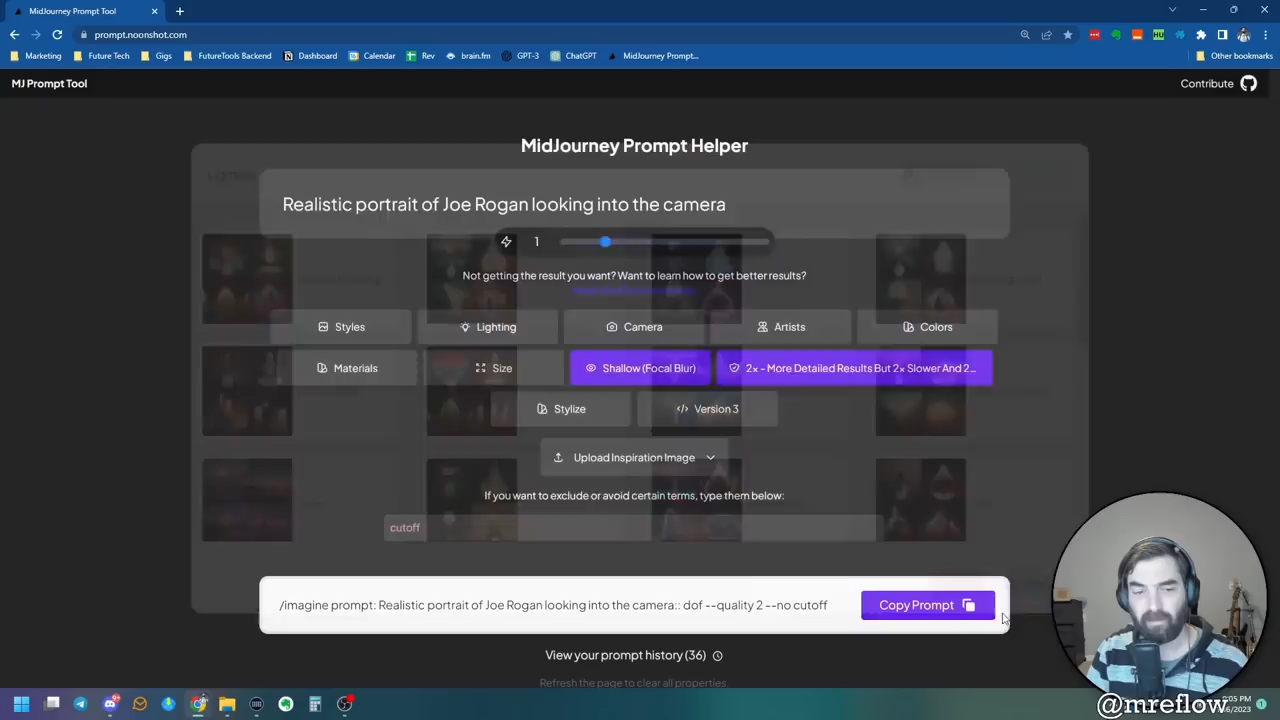 MidJourney Prompt Tool
prompt.noonshot.com
Marketing
Future Tech
Gigs
FutureTools Backend
Dashboard
Calendar
Rev
brain.fm
GPT-3
ChatGPT
MidJourney Prompt...
Other bookmarks
MJ Prompt Tool
Contribute
MidJourney Prompt Helper
Realistic portrait of Joe Rogan looking into the camera
1
Not getting the result you want? Want to learn how to get better results?
Styles
Lighting
Camera
Artists
Colors
Materials
Size
Shallow (Focal Blur)
2x - More Detailed Results But 2x Slower And 2...
Stylize
Version 3
Upload Inspiration Image
If you want to exclude or avoid certain terms, type them below:
cutoff
/imagine prompt: Realistic portrait of Joe Rogan looking into the camera:: dof --quality 2 --no cutoff
Copy Prompt
View your prompt history (36)
Refresh the page to clear all properties.
@mreflow